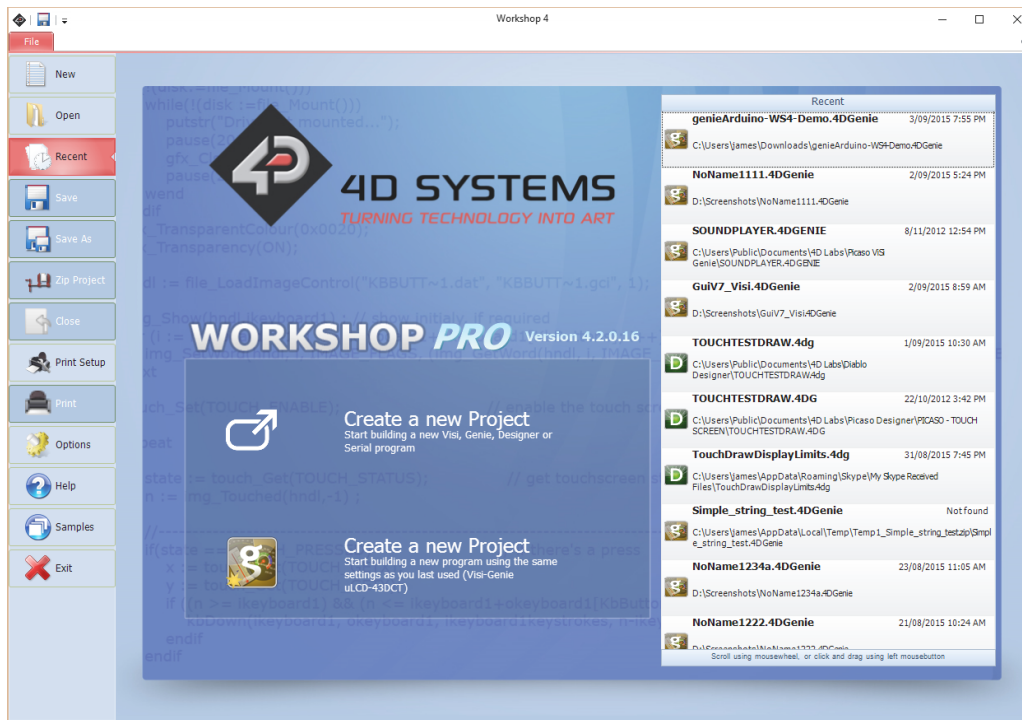 Workshop 4
File
New
Open
Recent
Save
Save As
Zip Project
Close
Print Setup
Print
Options
Help
Samples
Exit
4D SYSTEMS
TURNING TECHNOLOGY INTO ART
WORKSHOP PRO Version 4.2.0.16
Create a new Project
Start building a new Visi, Genie, Designer or
Serial program
Create a new Project
Start building a new program using the same
settings as you last used (Visi-Genie
uLCD-43DCT)
Recent
genieArduino-WS4-Demo.4DGenie 3/09/2015 7:55 PM
C:\Users\james\Downloads\genieArduino-WS4-Demo.4DGenie
NoName1111.4DGenie 2/09/2015 5:24 PM
D:\Screenshots\NoName1111.4DGenie
SOUNDPLAYER.4DGENIE 8/11/2012 12:54 PM
C:\Users\Public\Documents\4D Labs\Picaso VISI
Genie\SOUNDPLAYER.4DGENIE
GuiV7_Visi.4DGenie 2/09/2015 8:59 AM
D:\Screenshots\GuiV7_Visi.4DGenie
TOUCHTESTDRAW.4dg 1/09/2015 10:30 AM
C:\Users\Public\Documents\4D Labs\Diablo
Designer\TOUCHTESTDRAW.4dg
TOUCHTESTDRAW.4DG 22/10/2012 3:42 PM
C:\Users\Public\Documents\4D Labs\Picaso Designer\PICASO - TOUCH
SCREEN\TOUCHTESTDRAW.4DG
TouchDrawDisplayLimits.4dg 31/08/2015 7:45 PM
C:\Users\james\AppData\Roaming\Skype\My Skype Received
Files\TouchDrawDisplayLimits.4dg
Simple_string_test.4DGenie Not found
C:\Users\james\AppData\Local\Temp\Temp1_Simple_string_test.zip\Simpl
e_string_test.4DGenie
NoName1234a.4DGenie 23/08/2015 11:05 AM
D:\Screenshots\NoName1234a.4DGenie
NoName1222.4DGenie 21/08/2015 10:24 AM
D:\Screenshots\NoName1222.4DGenie
Scroll using mousewheel, or click and drag using left mousebutton